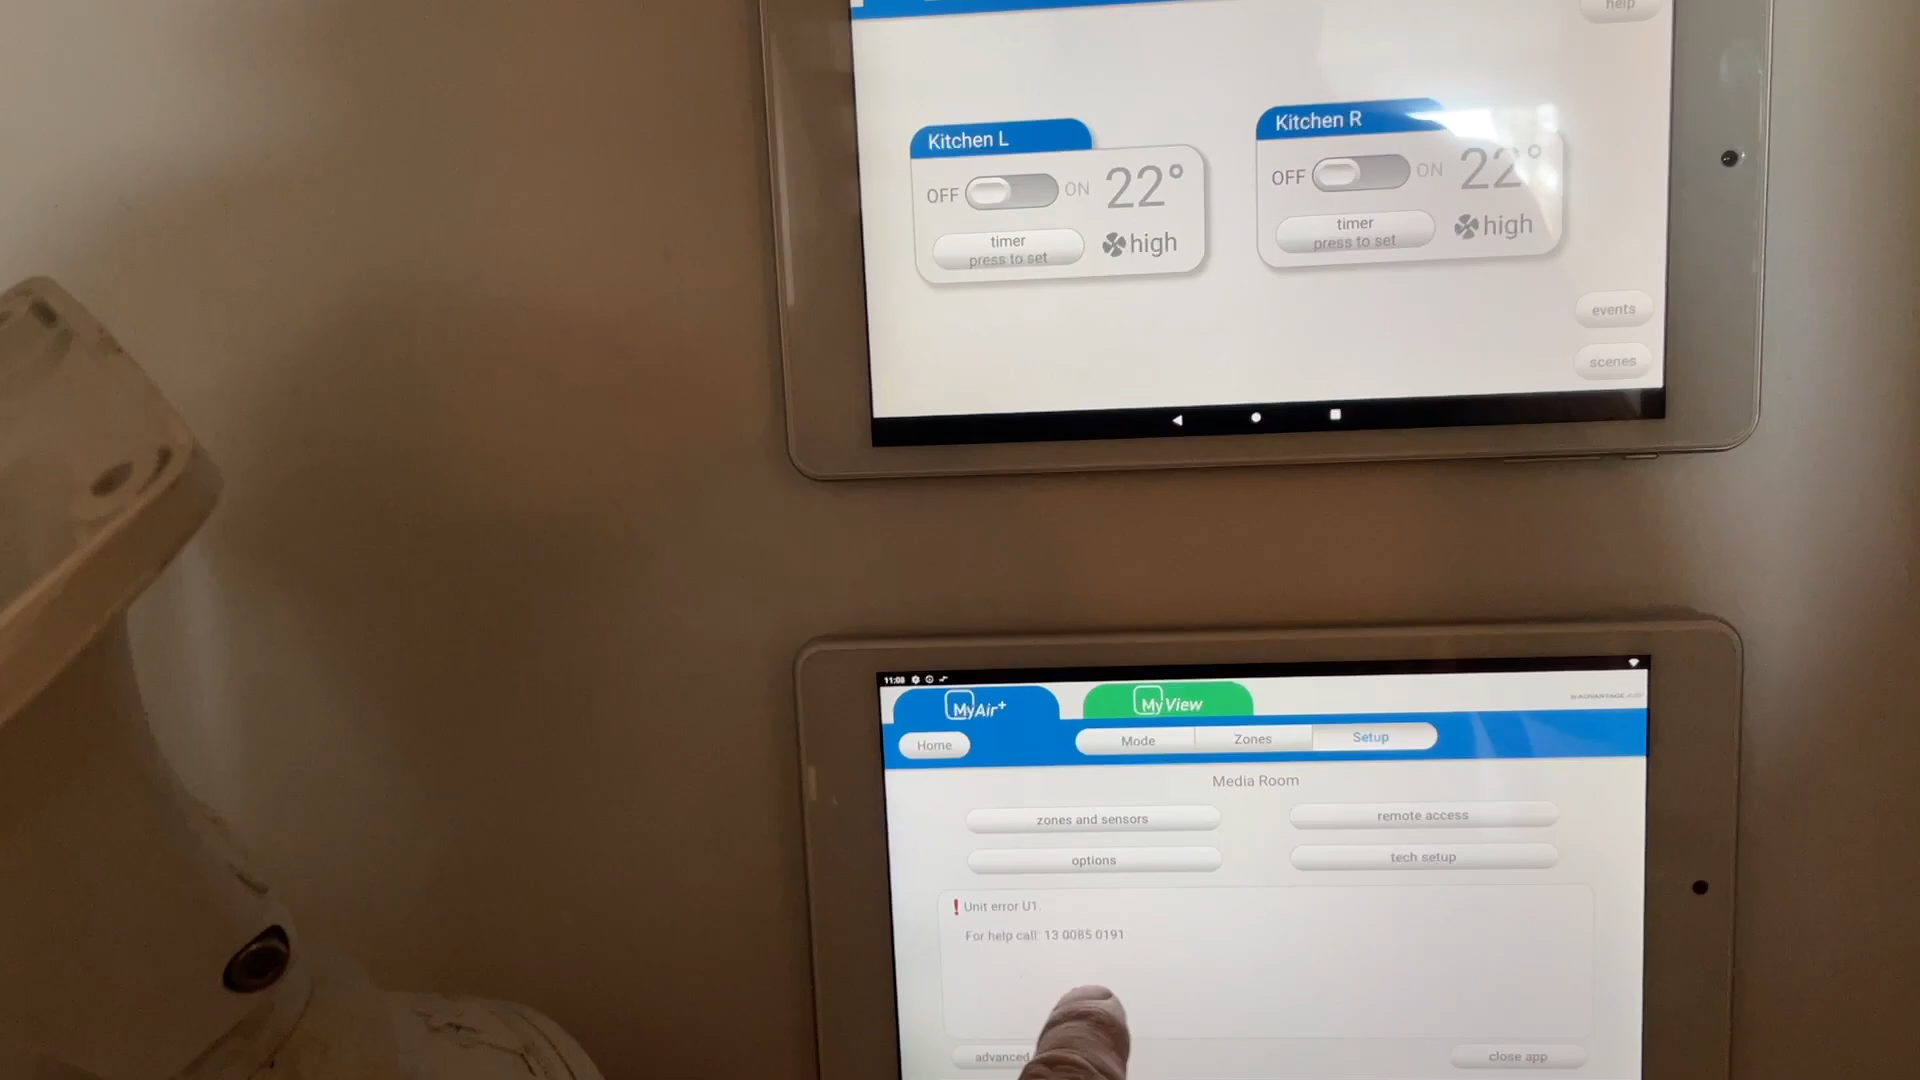 help
Kitchen L
OFF ON 22°
timer
press to set
high
Kitchen R
OFF ON 22°
timer
press to set
high
events
scenes
11:08
MyAir+
MyView
Home
Mode
Zones
Setup
Media Room
zones and sensors
remote access
options
tech setup
! Unit error U1.
For help call: 13 0085 0191
advanced
close app